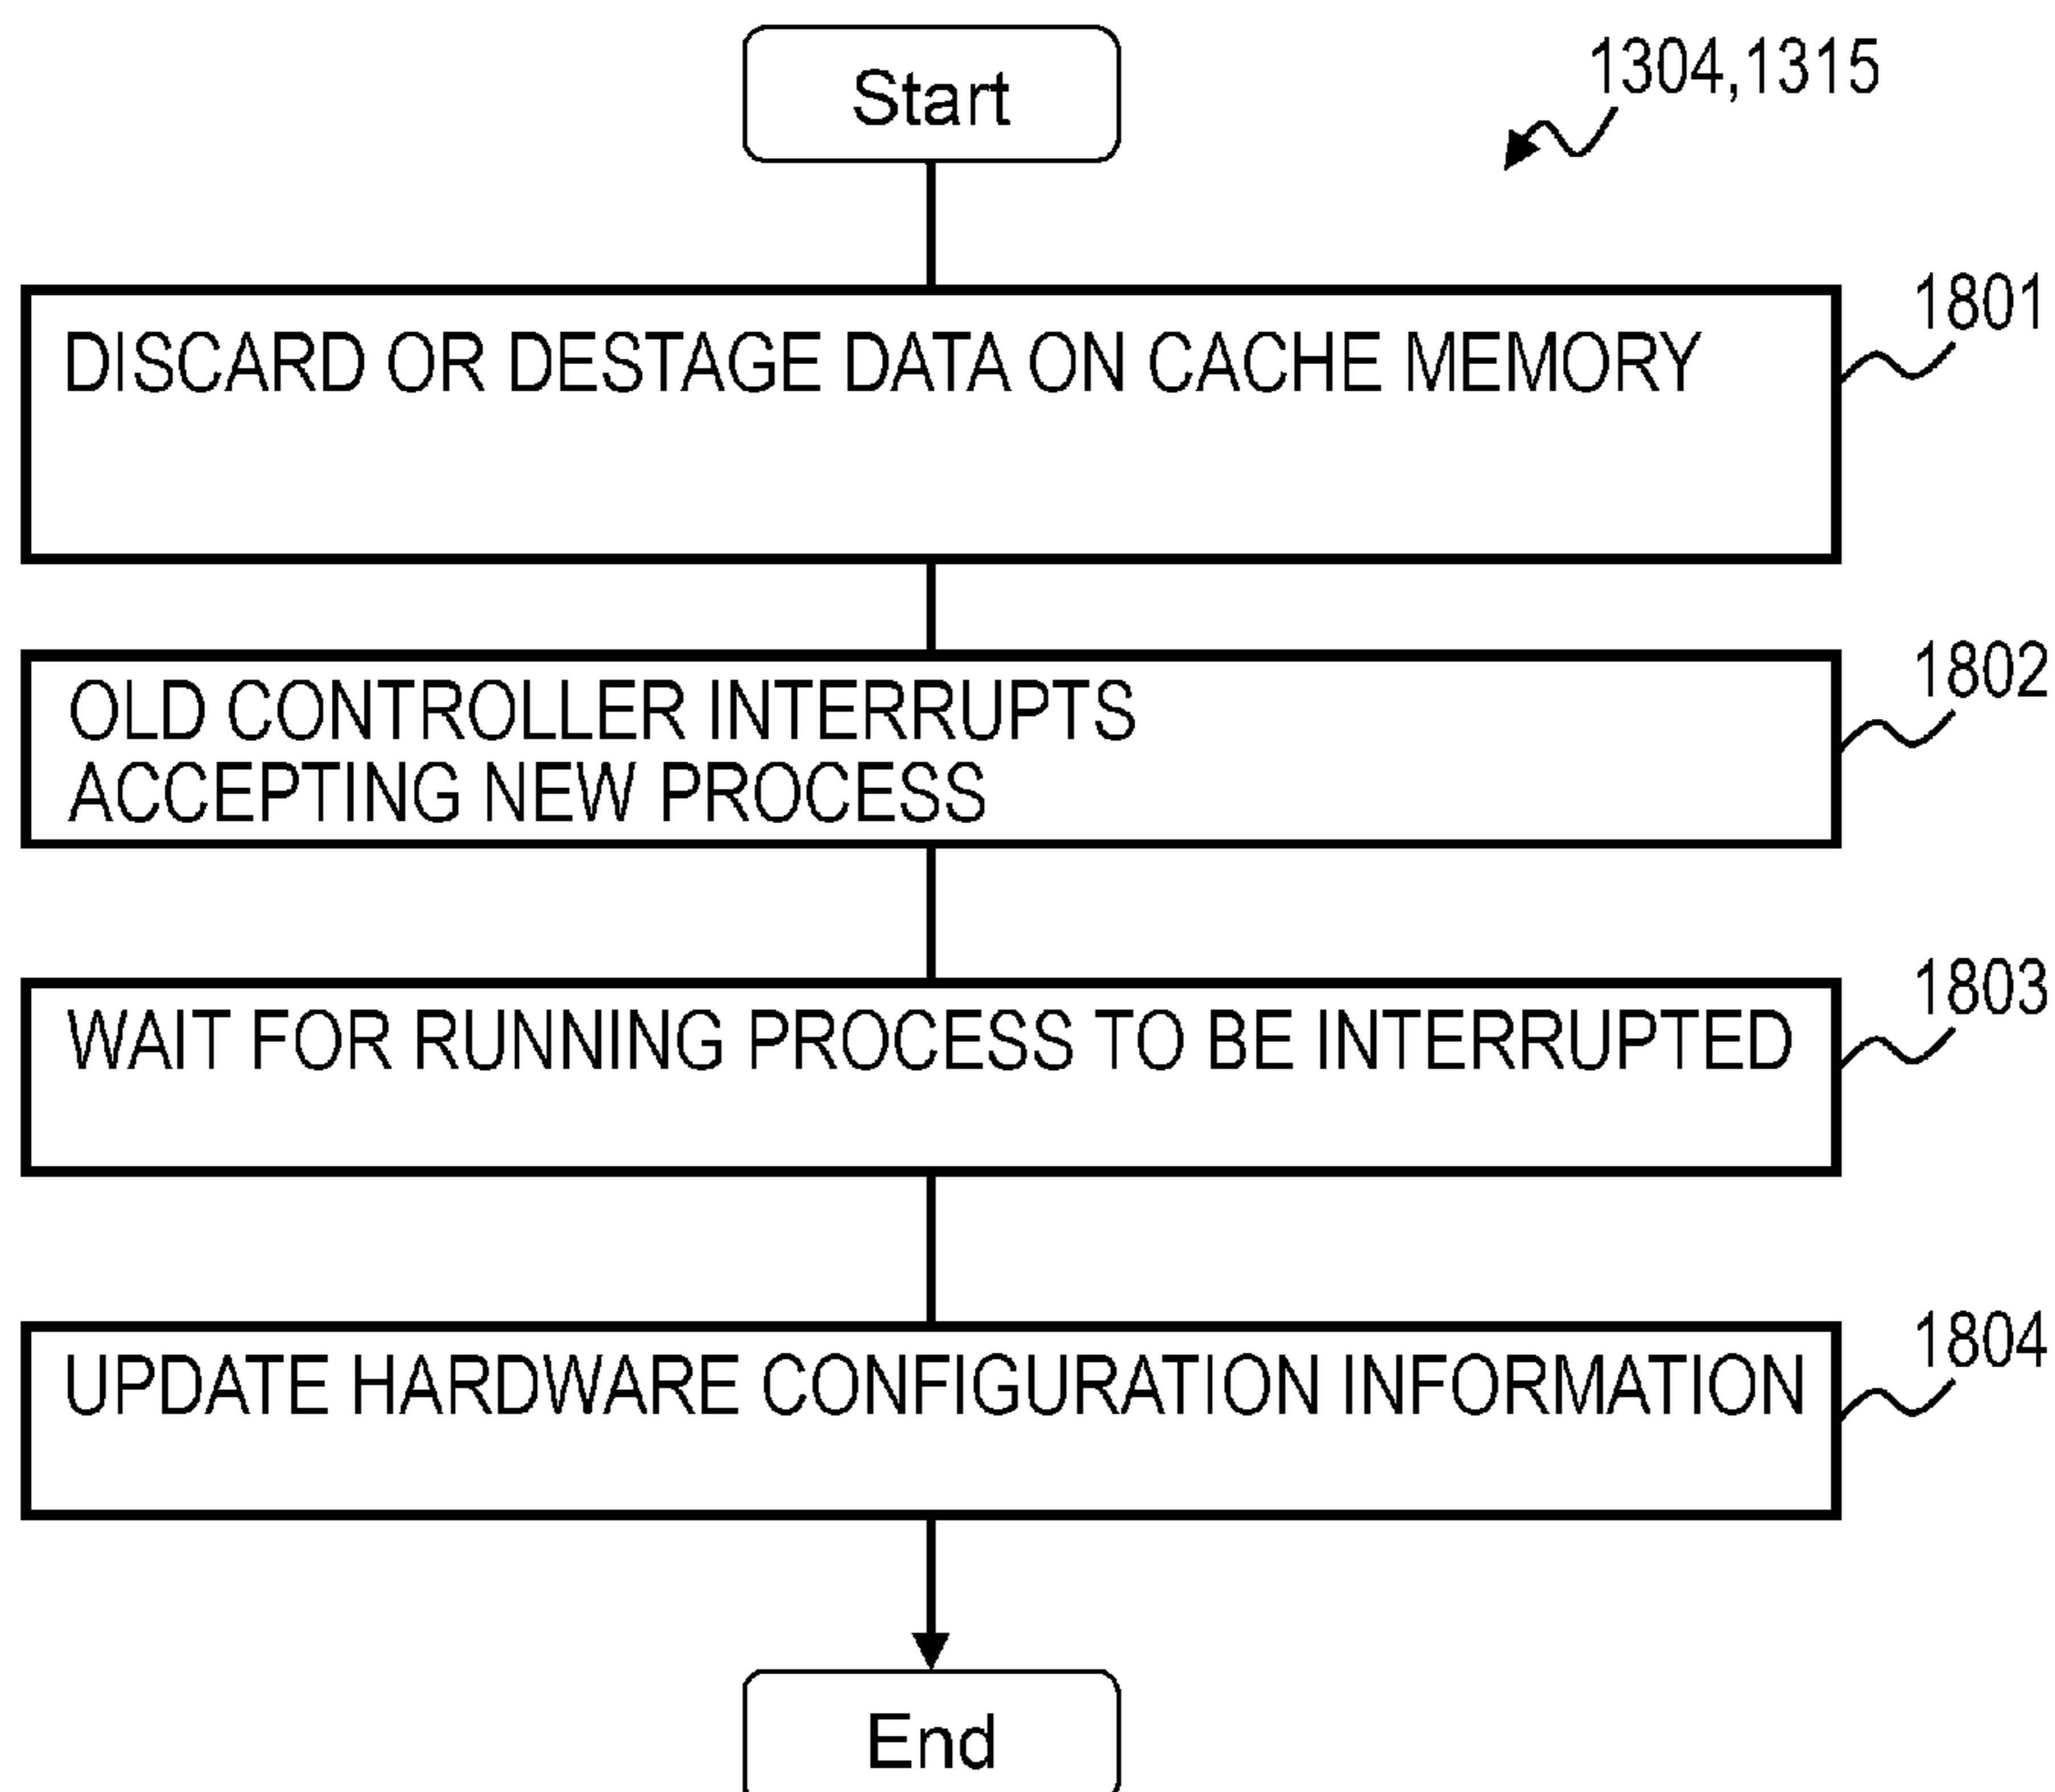 Start
1304,1315
1801
DISCARD OR DESTAGE DATA ON CACHE MEMORY
1802
OLD CONTROLLER INTERRUPTS
ACCEPTING NEW PROCESS
1803
WAIT FOR RUNNING PROCESS TO BE INTERRUPTED
1804
UPDATE HARDWARE CONFIGURATION INFORMATION
End